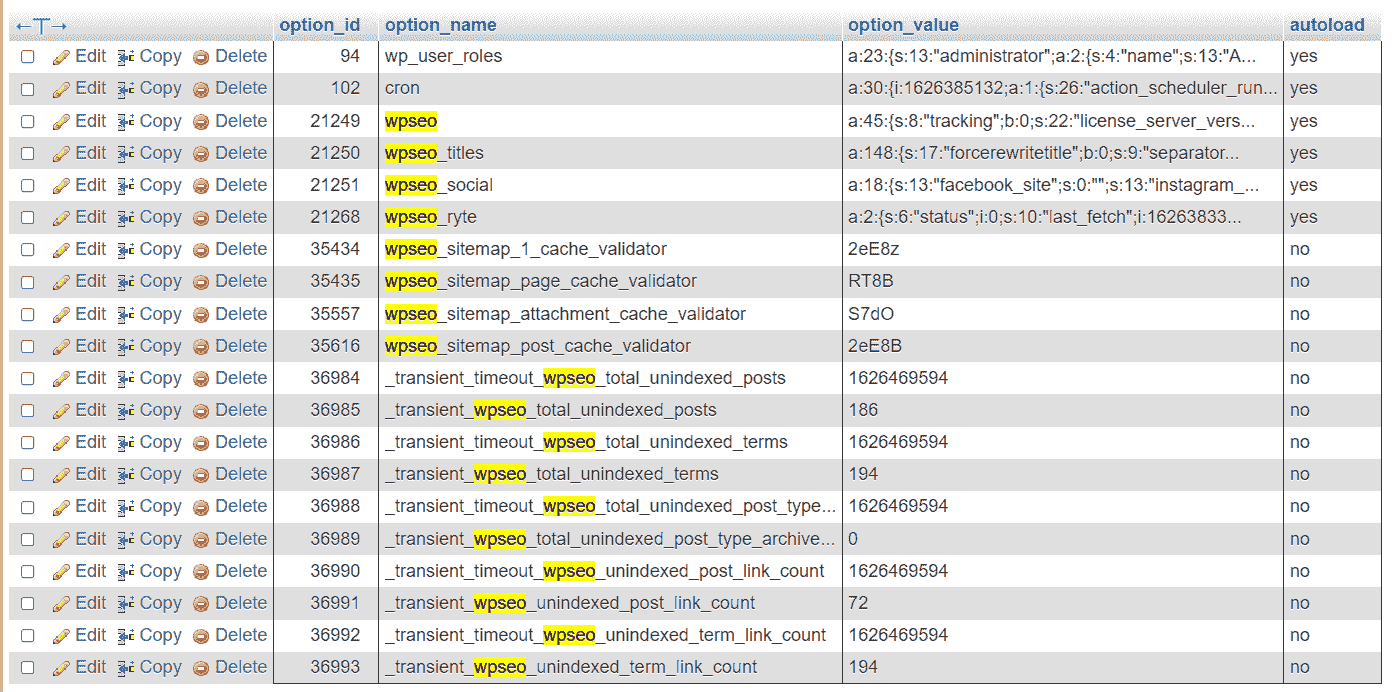 ←T→ option_id option_name option_value autoload
Edit Copy Delete 94 wp_user_roles a:23:{s:13:"administrator";a:2:{s:4:"name";s:13:"A... yes
Edit Copy Delete 102 cron a:30:{i:1626385132;a:1:{s:26:"action_scheduler_run... yes
Edit Copy Delete 21249 wpseo a:45:{s:8:"tracking";b:0;s:22:"license_server_vers... yes
Edit Copy Delete 21250 wpseo_titles a:148:{s:17:"forcerewritetitle";b:0;s:9:"separator... yes
Edit Copy Delete 21251 wpseo_social a:18:{s:13:"facebook_site";s:0:"";s:13:"instagram_... yes
Edit Copy Delete 21268 wpseo_ryte a:2:{s:6:"status";i:0;s:10:"last_fetch";i:16263833... yes
Edit Copy Delete 35434 wpseo_sitemap_1_cache_validator 2eE8z no
Edit Copy Delete 35435 wpseo_sitemap_page_cache_validator RT8B no
Edit Copy Delete 35557 wpseo_sitemap_attachment_cache_validator S7dO no
Edit Copy Delete 35616 wpseo_sitemap_post_cache_validator 2eE8B no
Edit Copy Delete 36984 _transient_timeout_wpseo_total_unindexed_posts 1626469594 no
Edit Copy Delete 36985 _transient_wpseo_total_unindexed_posts 186 no
Edit Copy Delete 36986 _transient_timeout_wpseo_total_unindexed_terms 1626469594 no
Edit Copy Delete 36987 _transient_wpseo_total_unindexed_terms 194 no
Edit Copy Delete 36988 _transient_timeout_wpseo_total_unindexed_post_type... 1626469594 no
Edit Copy Delete 36989 _transient_wpseo_total_unindexed_post_type_archive... 0 no
Edit Copy Delete 36990 _transient_timeout_wpseo_unindexed_post_link_count 1626469594 no
Edit Copy Delete 36991 _transient_wpseo_unindexed_post_link_count 72 no
Edit Copy Delete 36992 _transient_timeout_wpseo_unindexed_term_link_count 1626469594 no
Edit Copy Delete 36993 _transient_wpseo_unindexed_term_link_count 194 no